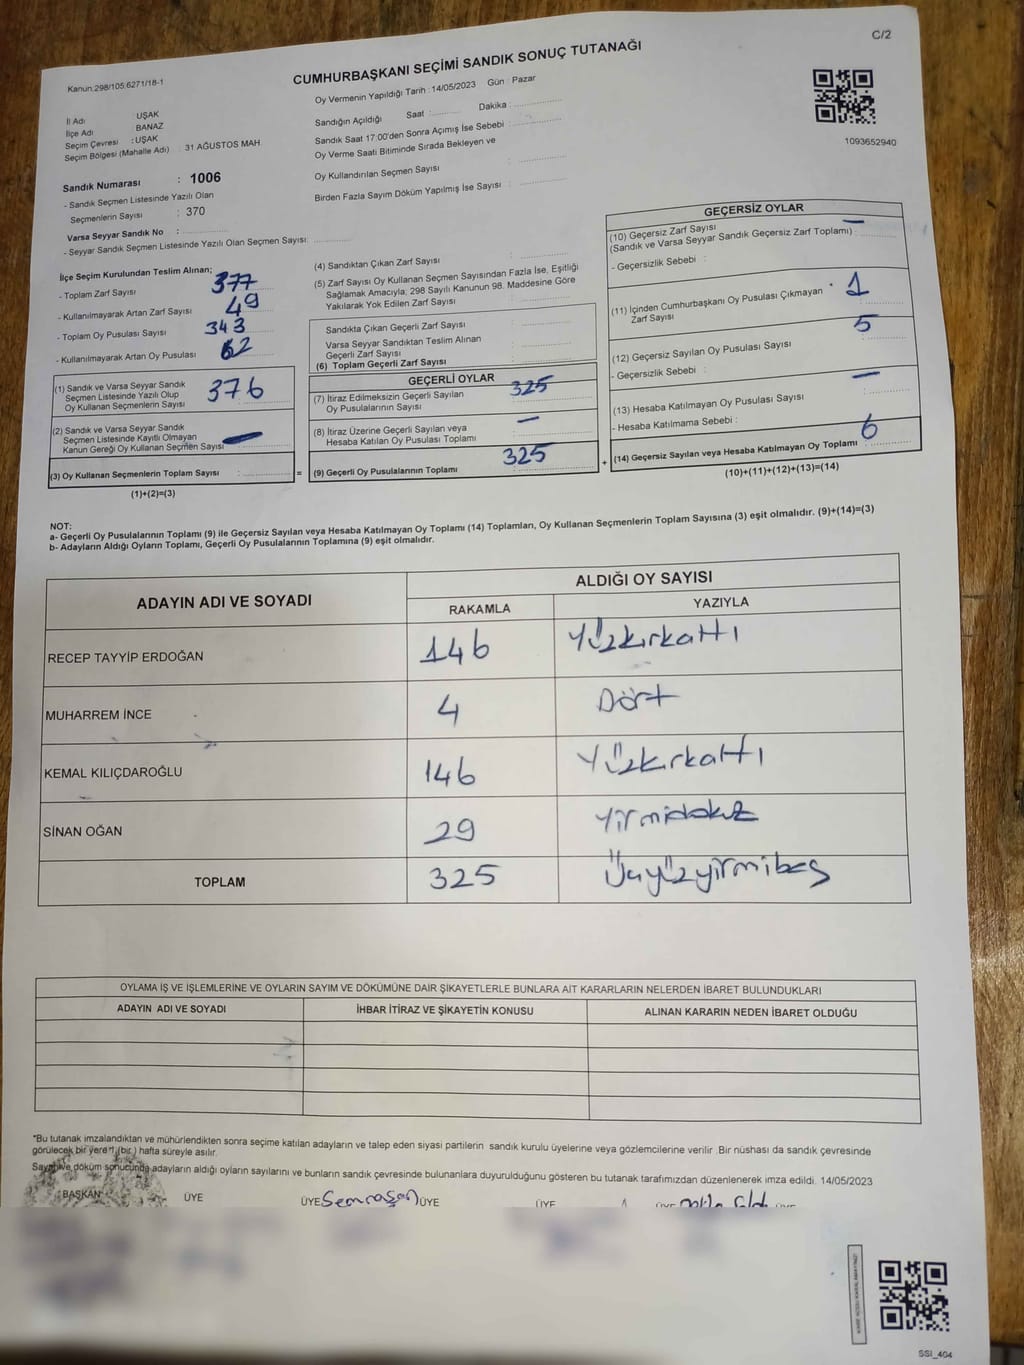 C/2
Kanun:298/105;6271/18-1
CUMHURBAŞKANI SEÇİMİ SANDIK SONUÇ TUTANAĞI
Oy Vermenin Yapıldığı Tarih : 14/05/2023 Gün : Pazar
İl Adı UŞAK
İlçe Adı BANAZ
Seçim Çevresi : UŞAK
Seçim Bölgesi (Mahalle Adı) : 31 AĞUSTOS MAH.
Sandığın Açıldığı Saat : Dakika :
Sandık Saat 17:00'den Sonra Açımış İse Sebebi :
Oy Verme Saati Bitiminde Sırada Bekleyen ve
Oy Kullandırılan Seçmen Sayısı :
Birden Fazla Sayım Döküm Yapılmış İse Sayısı :
1093652940
Sandık Numarası : 1006
- Sandık Seçmen Listesinde Yazılı Olan
Seçmenlerin Sayısı : 370
Varsa Seyyar Sandık No :
- Seyyar Sandık Seçmen Listesinde Yazılı Olan Seçmen Sayısı:
İlçe Seçim Kurulundan Teslim Alınan;
- Toplam Zarf Sayısı 377
- Kullanılmayarak Artan Zarf Sayısı 49
- Toplam Oy Pusulası Sayısı 343
- Kullanılmayarak Artan Oy Pusulası 62
(1) Sandık ve Varsa Seyyar Sandık
Seçmen Listesinde Yazılı Olup
Oy Kullanan Seçmenlerin Sayısı 376
(2) Sandık ve Varsa Seyyar Sandık
Seçmen Listesinde Kayıtlı Olmayan
Kanun Gereği Oy Kullanan Seçmen Sayısı —
(3) Oy Kullanan Seçmenlerin Toplam Sayısı : =
(1)+(2)=(3)
(4) Sandıktan Çıkan Zarf Sayısı :
(5) Zarf Sayısı Oy Kullanan Seçmen Sayısından Fazla İse, Eşitliği
Sağlamak Amacıyla, 298 Sayılı Kanunun 98. Maddesine Göre
Yakılarak Yok Edilen Zarf Sayısı :
Sandıkta Çıkan Geçerli Zarf Sayısı :
Varsa Seyyar Sandıktan Teslim Alınan
Geçerli Zarf Sayısı :
(6) Toplam Geçerli Zarf Sayısı :
GEÇERLİ OYLAR
(7) İtiraz Edilmeksizin Geçerli Sayılan
Oy Pusulalarının Sayısı 325
(8) İtiraz Üzerine Geçerli Sayılan veya
Hesaba Katılan Oy Pusulası Toplamı : —
(9) Geçerli Oy Pusulalarının Toplamı : 325 +
GEÇERSİZ OYLAR
(10) Geçersiz Zarf Sayısı —
(Sandık ve Varsa Seyyar Sandık Geçersiz Zarf Toplamı) :
- Geçersizlik Sebebi :
(11) İçinden Cumhurbaşkanı Oy Pusulası Çıkmayan 1
Zarf Sayısı
(12) Geçersiz Sayılan Oy Pusulası Sayısı : 5
- Geçersizlik Sebebi :
(13) Hesaba Katılmayan Oy Pusulası Sayısı : —
- Hesaba Katılmama Sebebi :
(14) Geçersiz Sayılan veya Hesaba Katılmayan Oy Toplamı : 6
(10)+(11)+(12)+(13)=(14)
NOT:
a- Geçerli Oy Pusulalarının Toplamı (9) ile Geçersiz Sayılan veya Hesaba Katılmayan Oy Toplamı (14) Toplamları, Oy Kullanan Seçmenlerin Toplam Sayısına (3) eşit olmalıdır. (9)+(14)=(3)
b- Adayların Aldığı Oyların Toplamı, Geçerli Oy Pusulalarının Toplamına (9) eşit olmalıdır.
ADAYIN ADI VE SOYADI ALDIĞI OY SAYISI
RAKAMLA YAZIYLA
RECEP TAYYİP ERDOĞAN 146 Yüzkırkaltı
MUHARREM İNCE 4 Dört
KEMAL KILIÇDAROĞLU 146 Yüzkırkaltı
SİNAN OĞAN 29 Yirmidokuz
TOPLAM 325 Üçyüzyirmibeş
OYLAMA İŞ VE İŞLEMLERİNE VE OYLARIN SAYIM VE DÖKÜMÜNE DAİR ŞİKAYETLERLE BUNLARA AİT KARARLARIN NELERDEN İBARET BULUNDUKLARI
ADAYIN ADI VE SOYADI İHBAR İTİRAZ VE ŞİKAYETİN KONUSU ALINAN KARARIN NEDEN İBARET OLDUĞU
*Bu tutanak imzalandıktan ve mühürlendikten sonra seçime katılan adayların ve talep eden siyasi partilerin sandık kurulu üyelerine veya gözlemcilerine verilir .Bir nüshası da sandık çevresinde
görülecek bir yere 1 (bir ) hafta süreyle asılır.
Sayım ve döküm sonucunda adayların aldığı oyların sayılarını ve bunların sandık çevresinde bulunanlara duyurulduğunu gösteren bu tutanak tarafımızdan düzenlenerek imza edildi. 14/05/2023
BAŞKAN ÜYE ÜYE Semra Şen ÜYE ÜYE ÜYE ÜYE
SSI_404